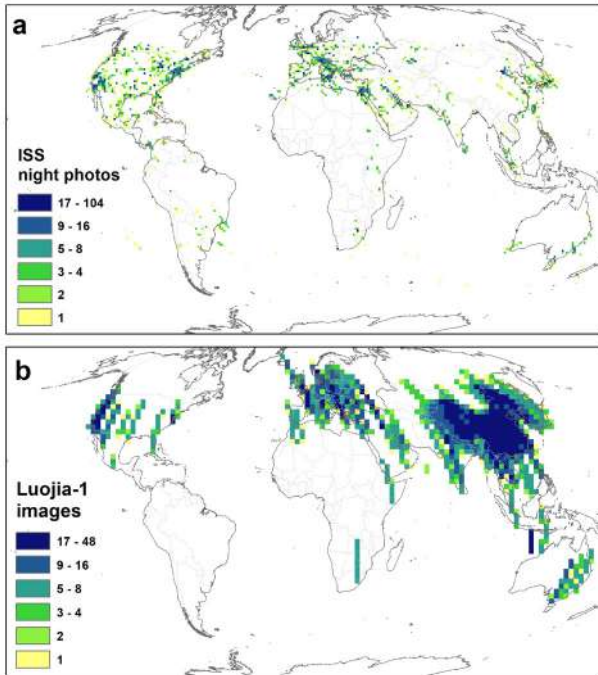 a
ISS
night photos
17 - 104
9 - 16
5 - 8
3 - 4
2
1
b
Luojia-1
images
17 - 48
9 - 16
5 - 8
3 - 4
2
1